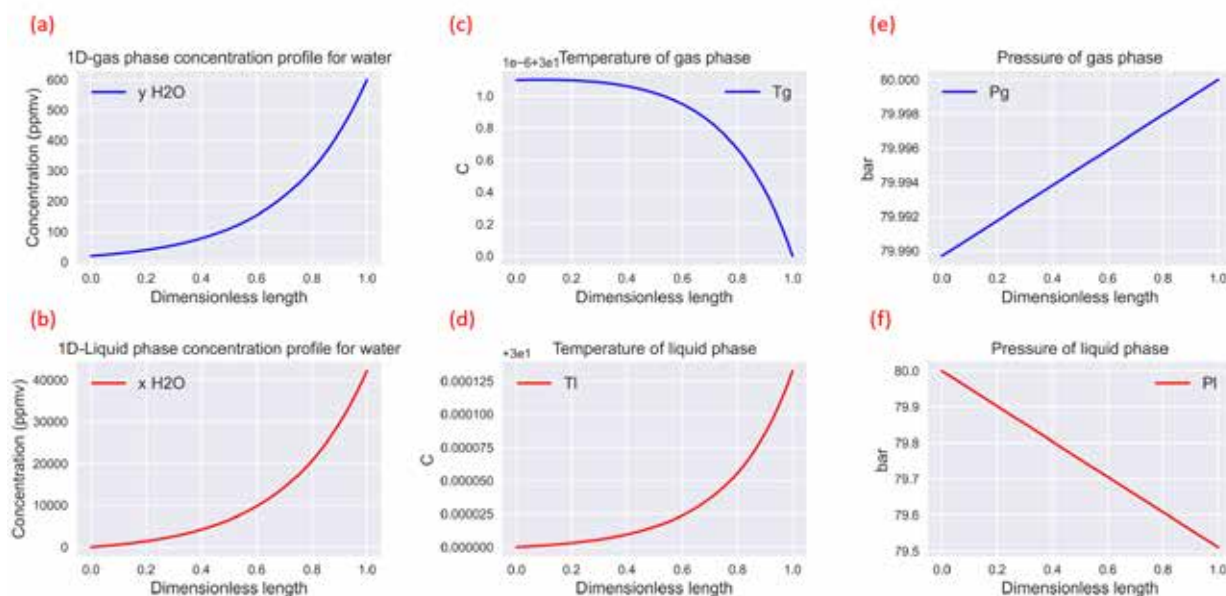 (a)
1D-gas phase concentration profile for water
600
500
400
300
200
100
0
Concentration (ppmv)
y H2O
0.0 0.2 0.4 0.6 0.8 1.0
Dimensionless length
(c)
Temperature of gas phase
1e-6+3e1
1.0
0.8
0.6
0.4
0.2
0.0
C
Tg
0.0 0.2 0.4 0.6 0.8 1.0
Dimensionless length
(e)
Pressure of gas phase
80.000
79.998
79.996
79.994
79.992
79.990
bar
Pg
0.0 0.2 0.4 0.6 0.8 1.0
Dimensionless length
(b)
1D-Liquid phase concentration profile for water
40000
30000
20000
10000
0
Concentration (ppmv)
x H2O
0.0 0.2 0.4 0.6 0.8 1.0
Dimensionless length
(d)
Temperature of liquid phase
+3e1
0.000125
0.000100
0.000075
0.000050
0.000025
0.000000
C
Tl
0.0 0.2 0.4 0.6 0.8 1.0
Dimensionless length
(f)
Pressure of liquid phase
80.0
79.9
79.8
79.7
79.6
79.5
bar
Pl
0.0 0.2 0.4 0.6 0.8 1.0
Dimensionless length